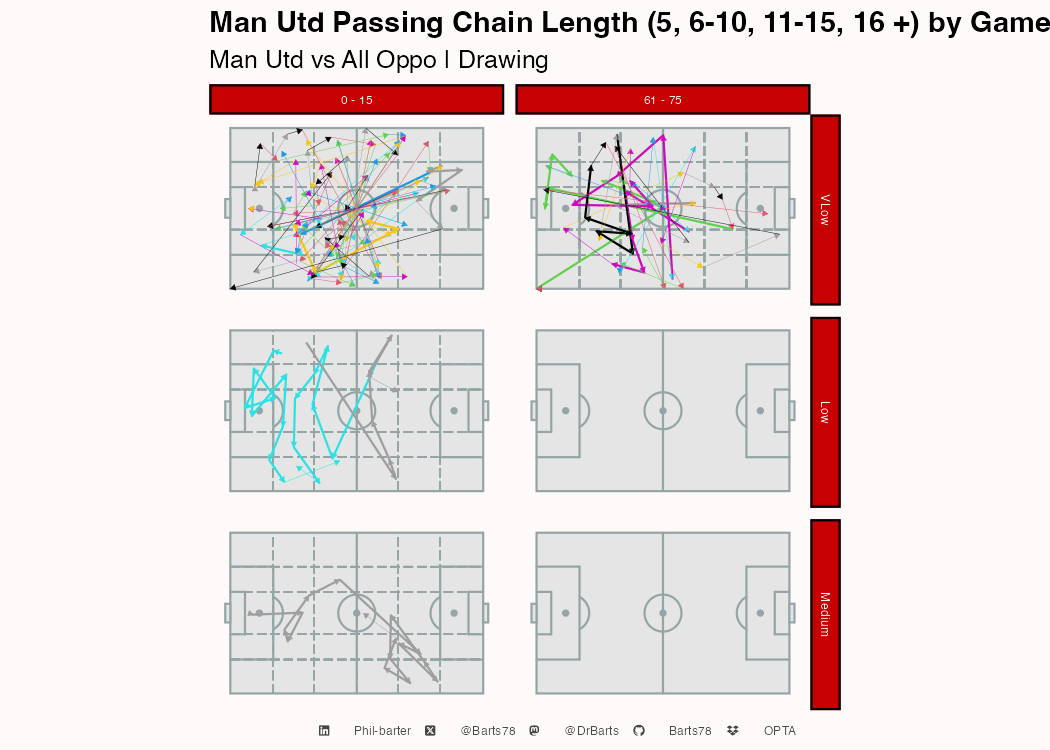 Man Utd Passing Chain Length (5, 6-10, 11-15, 16 +) by Game
Man Utd vs All Oppo | Drawing
0 - 15
61 - 75
VLow
Low
Medium
Phil-barter @Barts78 @DrBarts Barts78 OPTA